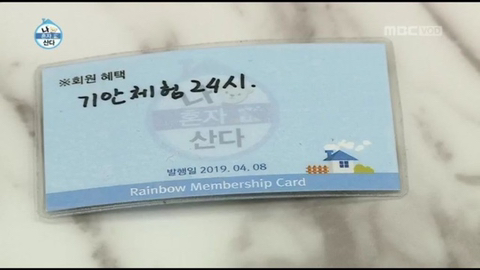 나 혼자 산다
MBC VOD
※회원 혜택
기안체험24시.
나
혼자
산다
발행일 2019. 04. 08
Rainbow Membership Card